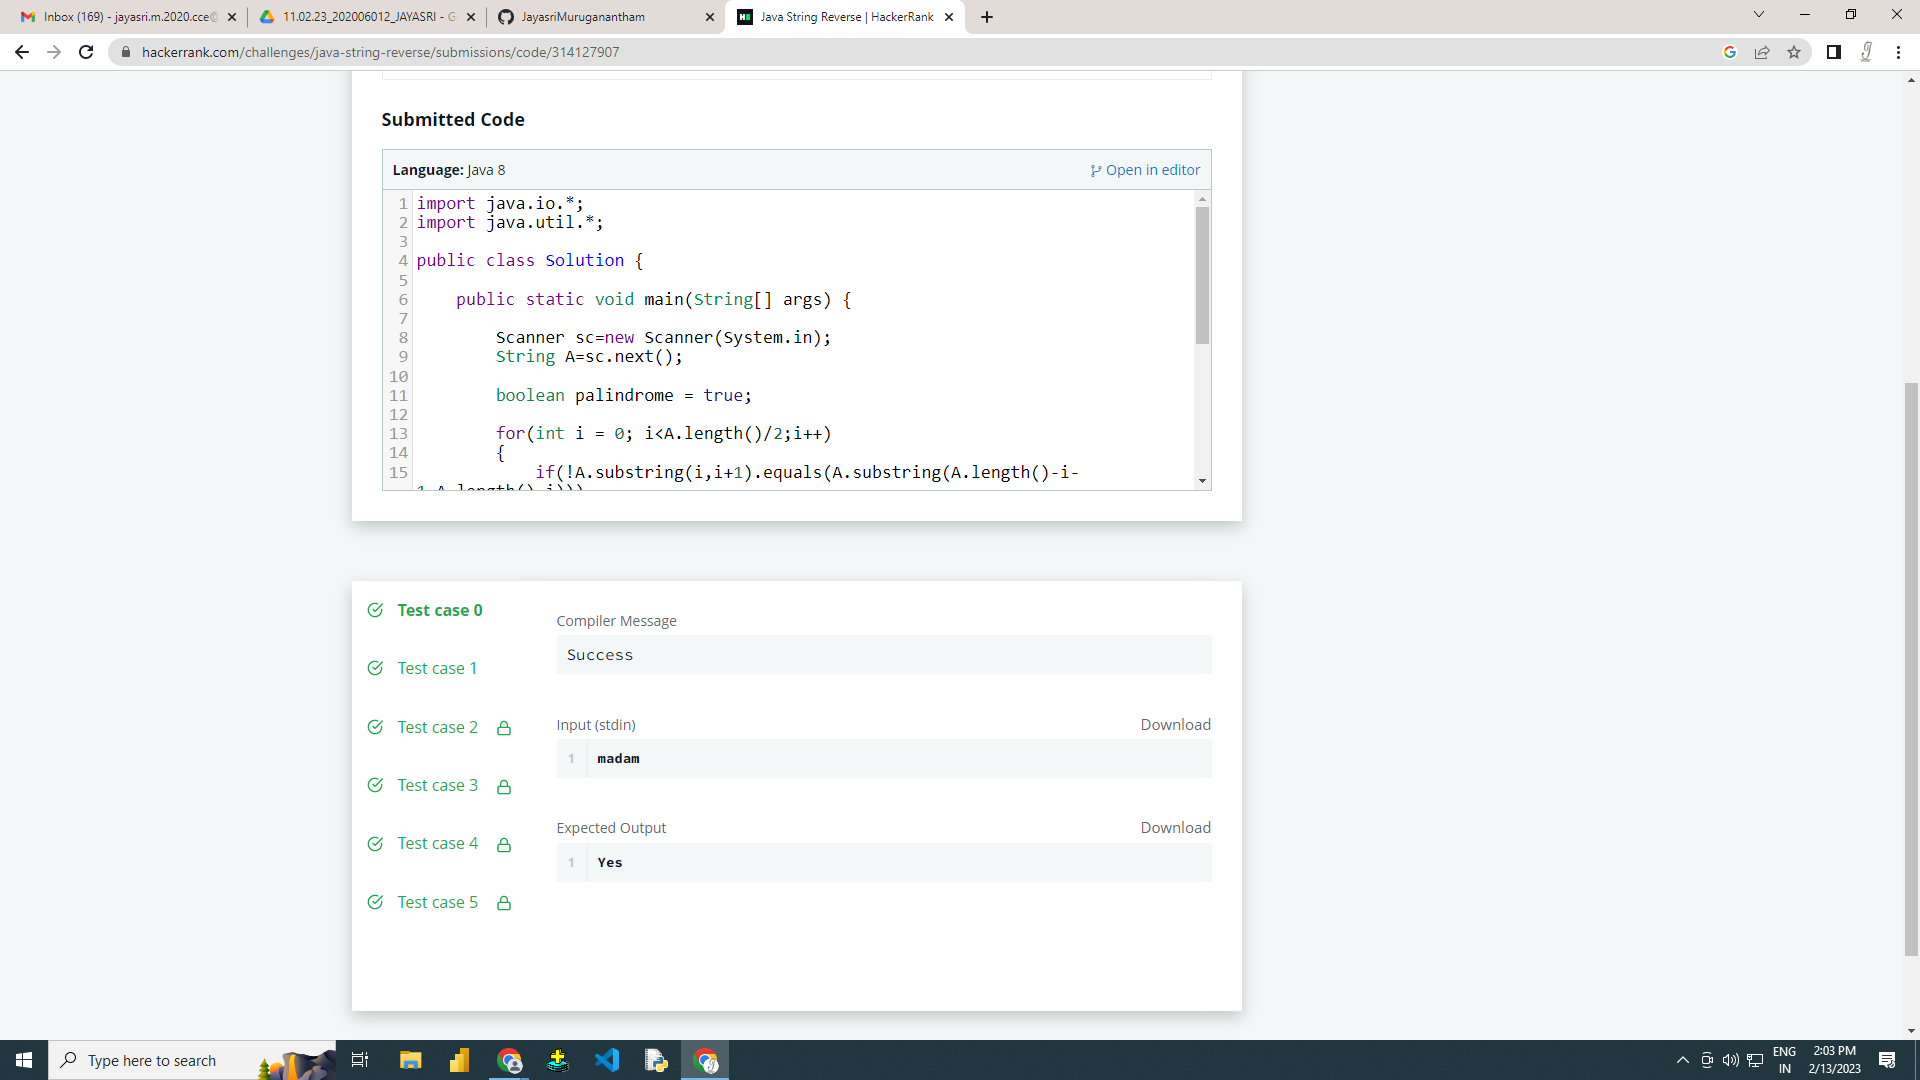 Inbox (169) - jayasri.m.2020.cce@
11.02.23_202006012_JAYASRI - G
JayasriMuruganantham
Java String Reverse | HackerRank
hackerrank.com/challenges/java-string-reverse/submissions/code/314127907
Submitted Code
Language: Java 8
Open in editor
1 import java.io.*;
2 import java.util.*;
3
4 public class Solution {
5
6 public static void main(String[] args) {
7
8 Scanner sc=new Scanner(System.in);
9 String A=sc.next();
10
11 boolean palindrome = true;
12
13 for(int i = 0; i<A.length()/2;i++)
14 {
15 if(!A.substring(i,i+1).equals(A.substring(A.length()-i-
1,A.length()-i)))
Test case 0
Compiler Message
Success
Test case 1
Test case 2
Input (stdin)
Download
1 madam
Test case 3
Expected Output
Download
Test case 4
1 Yes
Test case 5
Type here to search
ENG
IN
2:03 PM
2/13/2023